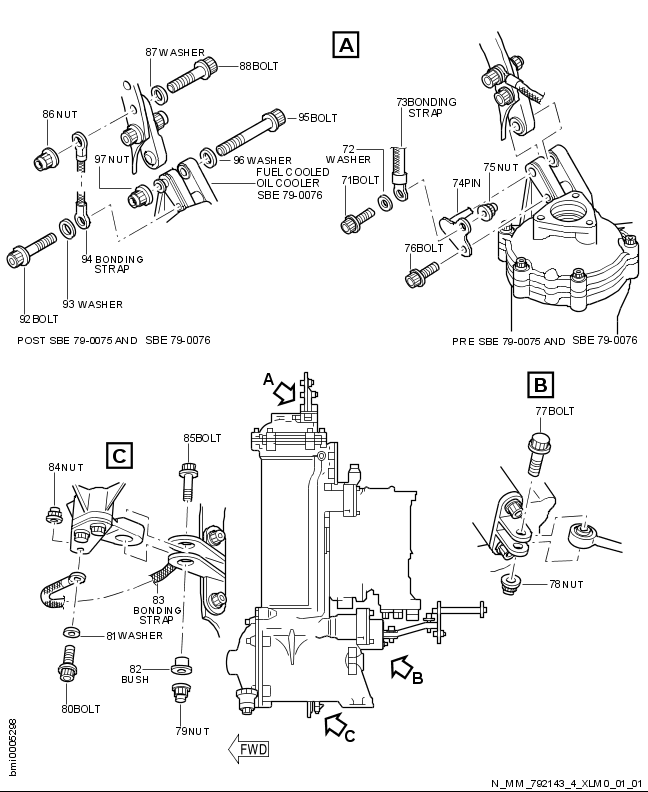 A
87 WASHER
88 BOLT
86 NUT
95 BOLT
97 NUT
96 WASHER
FUEL COOLED
OIL COOLER
SBE 79-0076
94 BONDING
STRAP
93 WASHER
92 BOLT
POST SBE 79-0075 AND SBE 79-0076
73 BONDING
STRAP
72
WASHER
75 NUT
71 BOLT
74 PIN
76 BOLT
PRE SBE 79-0075 AND SBE 79-0076
A
B
77 BOLT
78 NUT
C
85 BOLT
84 NUT
83
BONDING
STRAP
81 WASHER
82
BUSH
80 BOLT
79 NUT
B
C
FWD
bmi0005298
N_MM_792143_4_XLM0_01_01